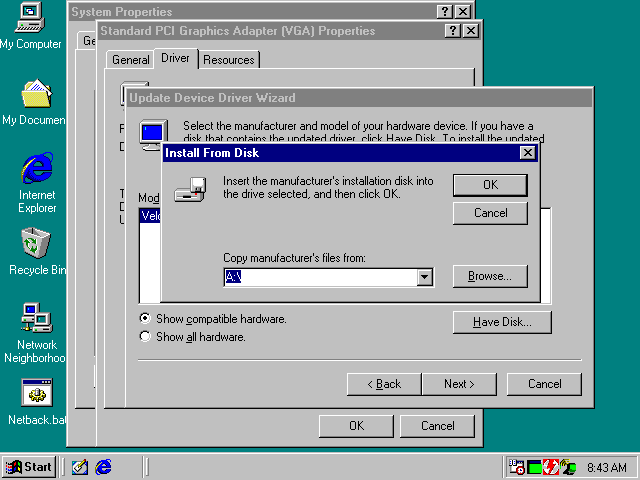 System Properties
Standard PCI Graphics Adapter (VGA) Properties
General
Driver
Resources
Update Device Driver Wizard
Select the manufacturer and model of your hardware device. If you have a
disk that contains the updated driver, click Have Disk. To install the updated
Install From Disk
Insert the manufacturer's installation disk into
the drive selected, and then click OK.
OK
Cancel
Copy manufacturer's files from:
A:\
Browse...
Show compatible hardware.
Show all hardware.
Have Disk...
< Back
Next >
Cancel
OK
Cancel
My Computer
My Documen
Internet
Explorer
Recycle Bin
Network
Neighborhoo
Netback.bat
Start
8:43 AM